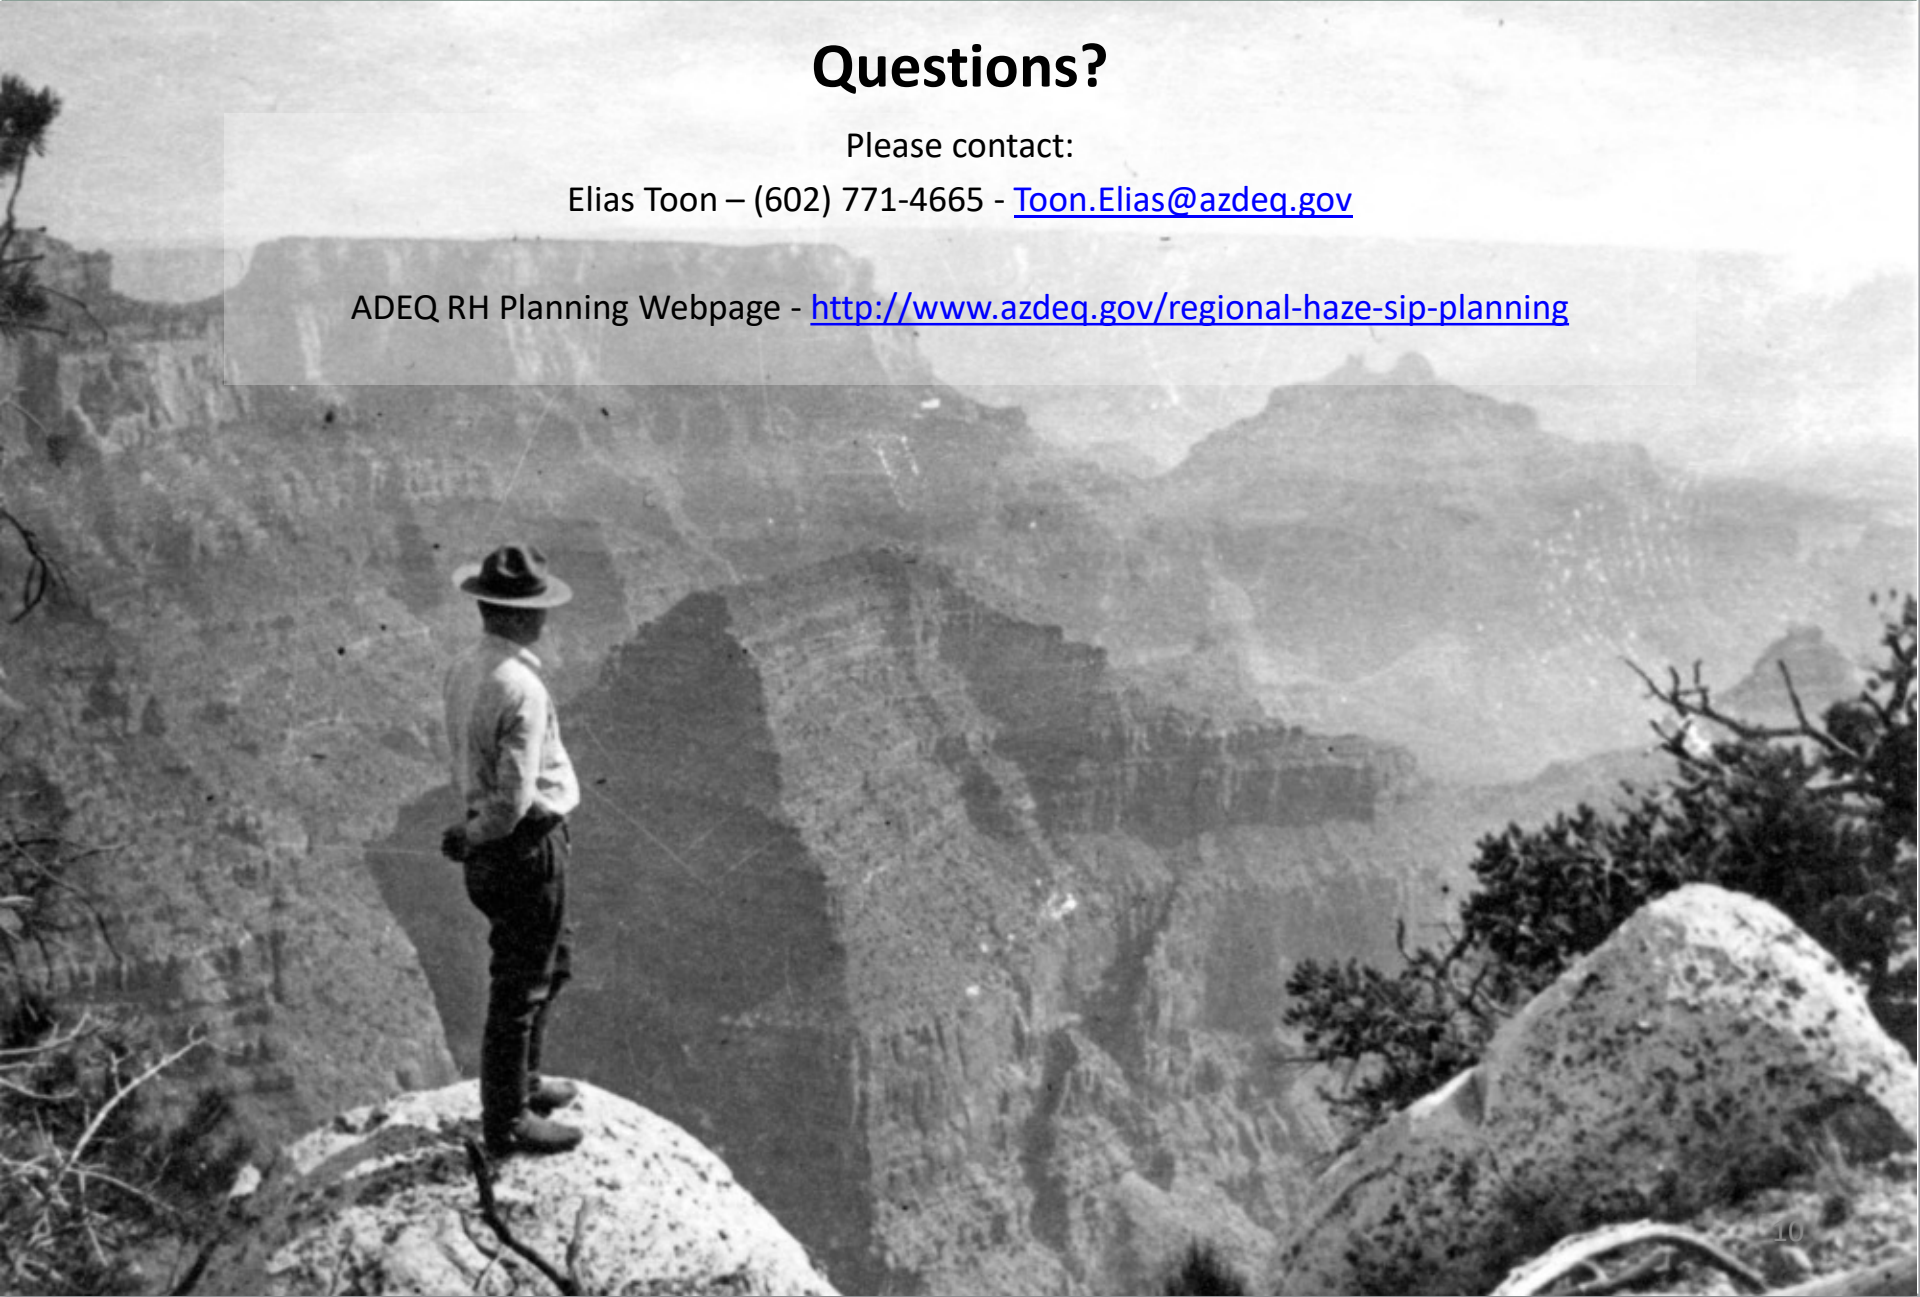 Questions?
Please contact:
Elias Toon – (602) 771-4665 - Toon.Elias@azdeq.gov
ADEQ RH Planning Webpage - http://www.azdeq.gov/regional-haze-sip-planning
10